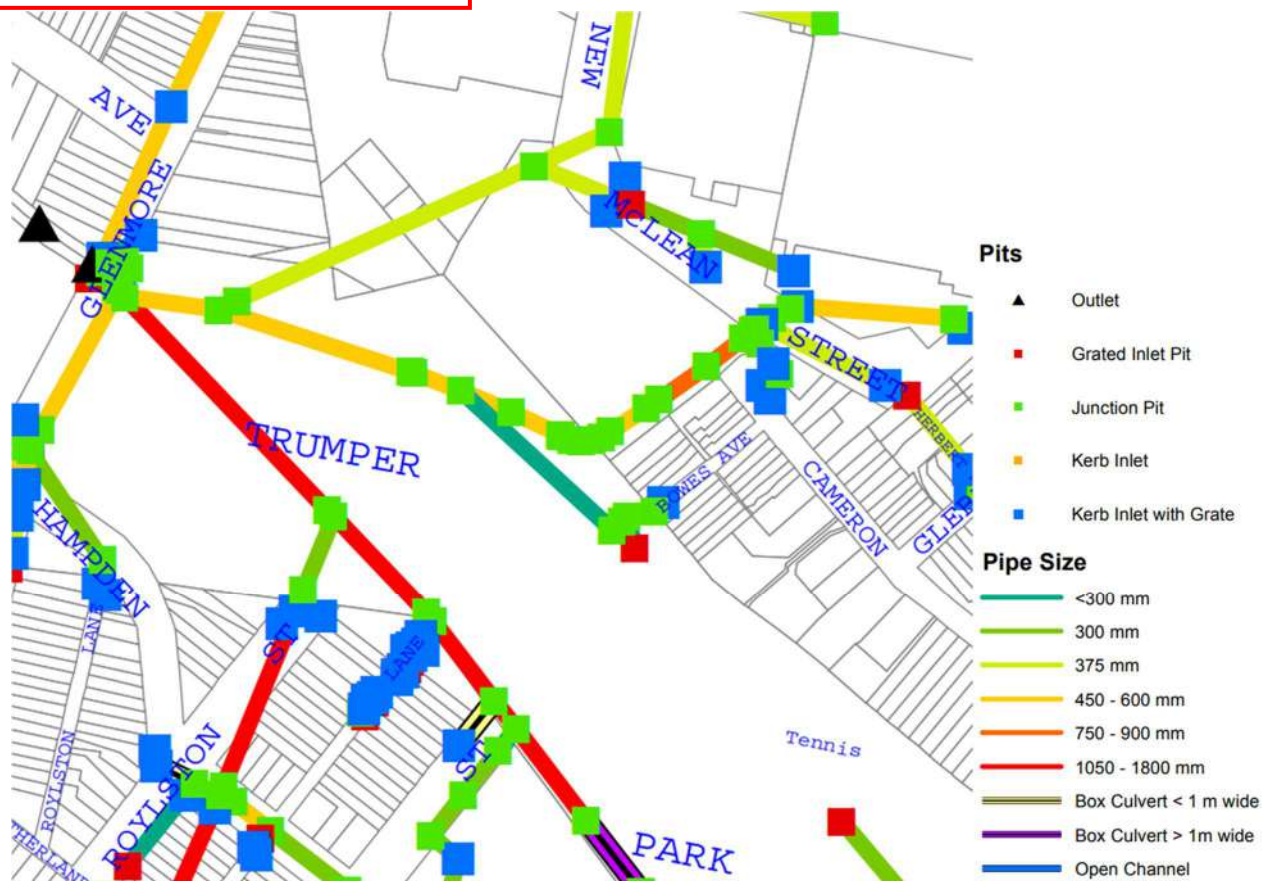 NEW
AVE
GLENMORE
McLEAN
STREET
HERBERT
TRUMPER
BOWES AVE
CAMERON
HAMPDEN
LANE
ST
LANE
ROYLSTON
ROYLSTON
ST
Tennis
PARK
Pits
Outlet
Grated Inlet Pit
Junction Pit
Kerb Inlet
Kerb Inlet with Grate
Pipe Size
<300 mm
300 mm
375 mm
450 - 600 mm
750 - 900 mm
1050 - 1800 mm
Box Culvert < 1 m wide
Box Culvert > 1m wide
Open Channel